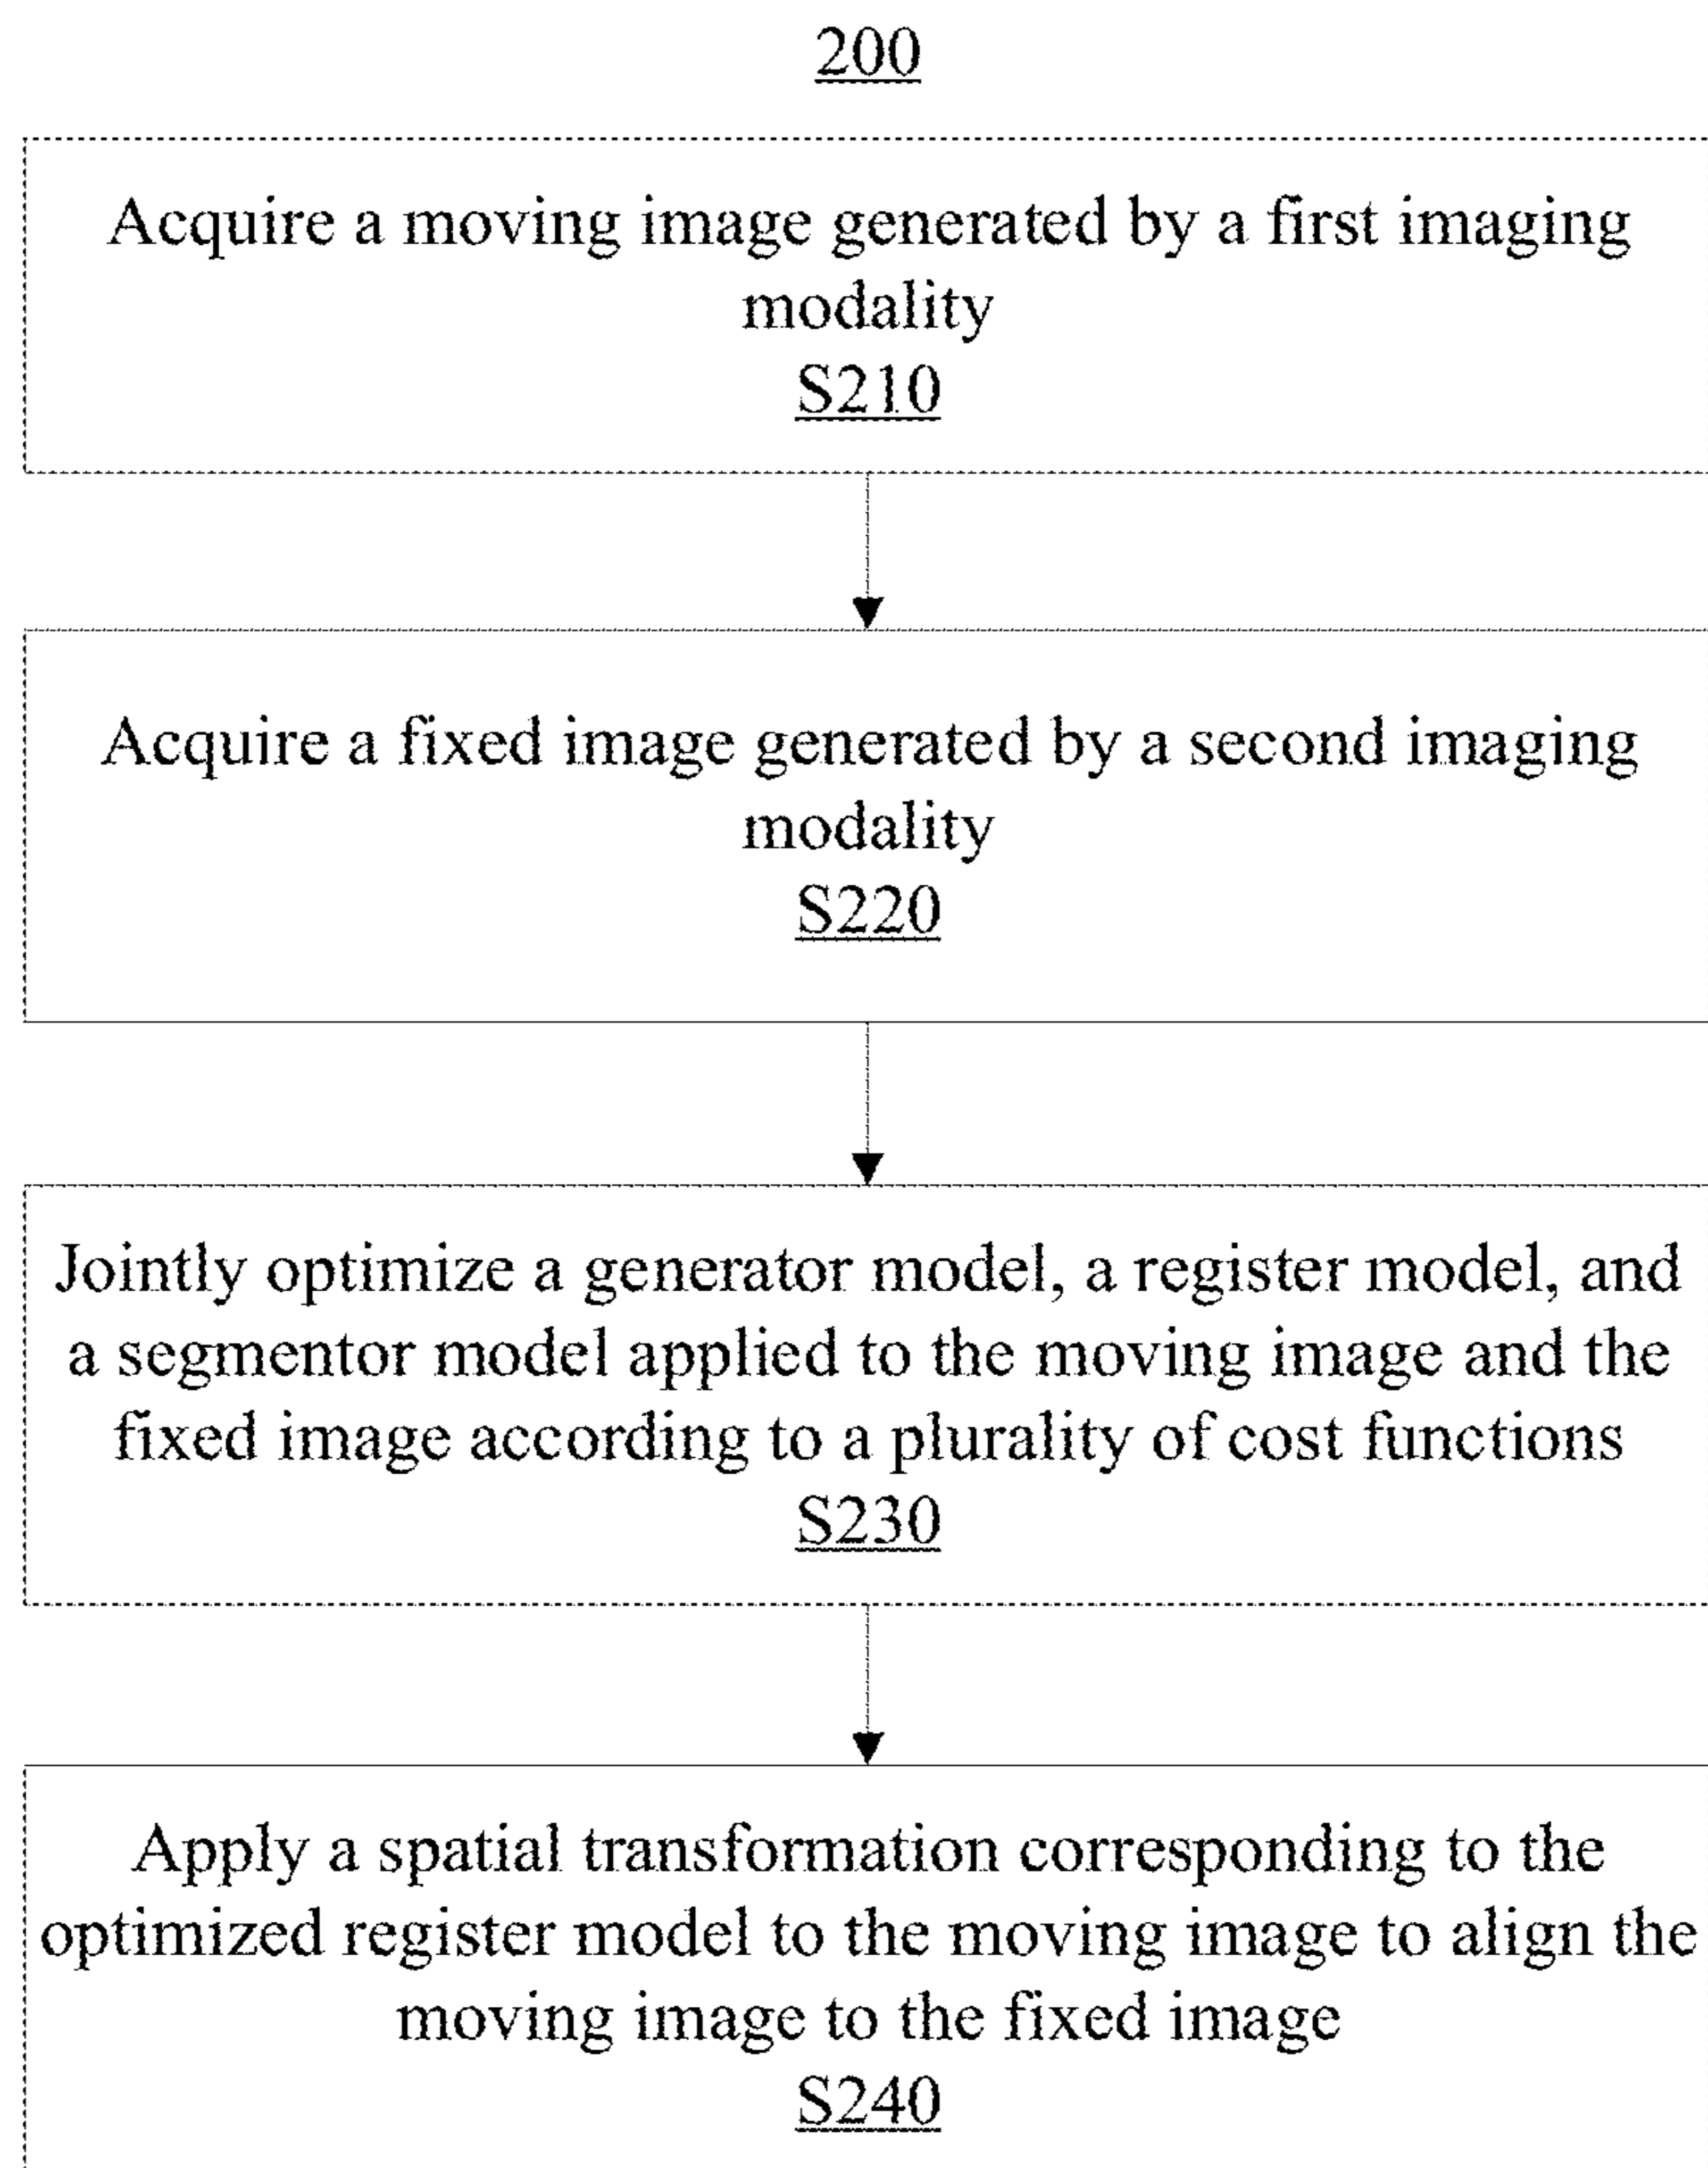 200
Acquire a moving image generated by a first imaging
modality
S210
Acquire a fixed image generated by a second imaging
modality
S220
Jointly optimize a generator model, a register model, and
a segmentor model applied to the moving image and the
fixed image according to a plurality of cost functions
S230
Apply a spatial transformation corresponding to the
optimized register model to the moving image to align the
moving image to the fixed image
S240